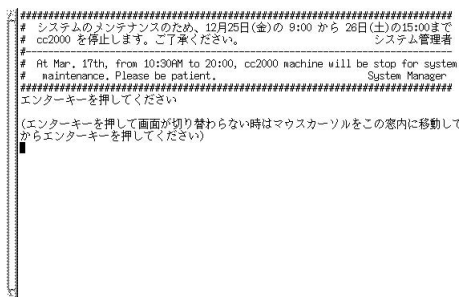 ########################################################################
#  システムのメンテナンスのため、12月25日(金)の 9:00 から 26日(土)の15:00まで
#  cc2000 を停止します。ご了承ください。 システム管理者
#-----------------------------------------------------------------------
#  At Mar. 17th, from 10:30AM to 20:00, cc2000 machine will be stop for system
#  maintenance. Please be patient. System Manager
########################################################################
エンターキーを押してください
(エンターキーを押して画面が切り替わらない時はマウスカーソルをこの窓内に移動して
からエンターキーを押してください)